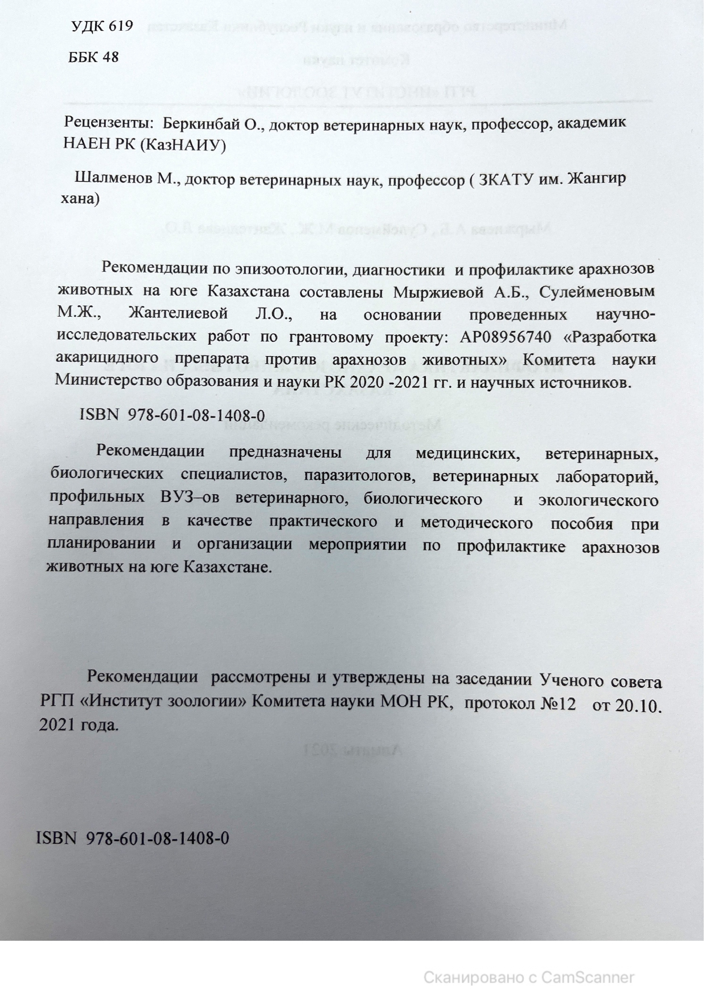 УДК 619
ББК 48
Рецензенты: Беркинбай О., доктор ветеринарных наук, профессор, академик
НАЕН РК (КазНАИУ)
Шалменов М., доктор ветеринарных наук, профессор ( ЗКАТУ им. Жангир
хана)
Рекомендации по эпизоотологии, диагностики и профилактике арахнозов
животных на юге Казахстана составлены Мыржиевой А.Б., Сулейменовым
М.Ж., Жантелиевой Л.О., на основании проведенных научно-
исследовательских работ по грантовому проекту: АР08956740 «Разработка
акарицидного препарата против арахнозов животных» Комитета науки
Министерство образования и науки РК 2020 -2021 гг. и научных источников.
ISBN 978-601-08-1408-0
Рекомендации предназначены для медицинских, ветеринарных,
биологических специалистов, паразитологов, ветеринарных лабораторий,
профильных ВУЗ–ов ветеринарного, биологического и экологического
направления в качестве практического и методического пособия при
планировании и организации мероприятии по профилактике арахнозов
животных на юге Казахстане.
Рекомендации рассмотрены и утверждены на заседании Ученого совета
РГП «Институт зоологии» Комитета науки МОН РК, протокол №12 от 20.10.
2021 года.
ISBN 978-601-08-1408-0
Сканировано с CamScanner